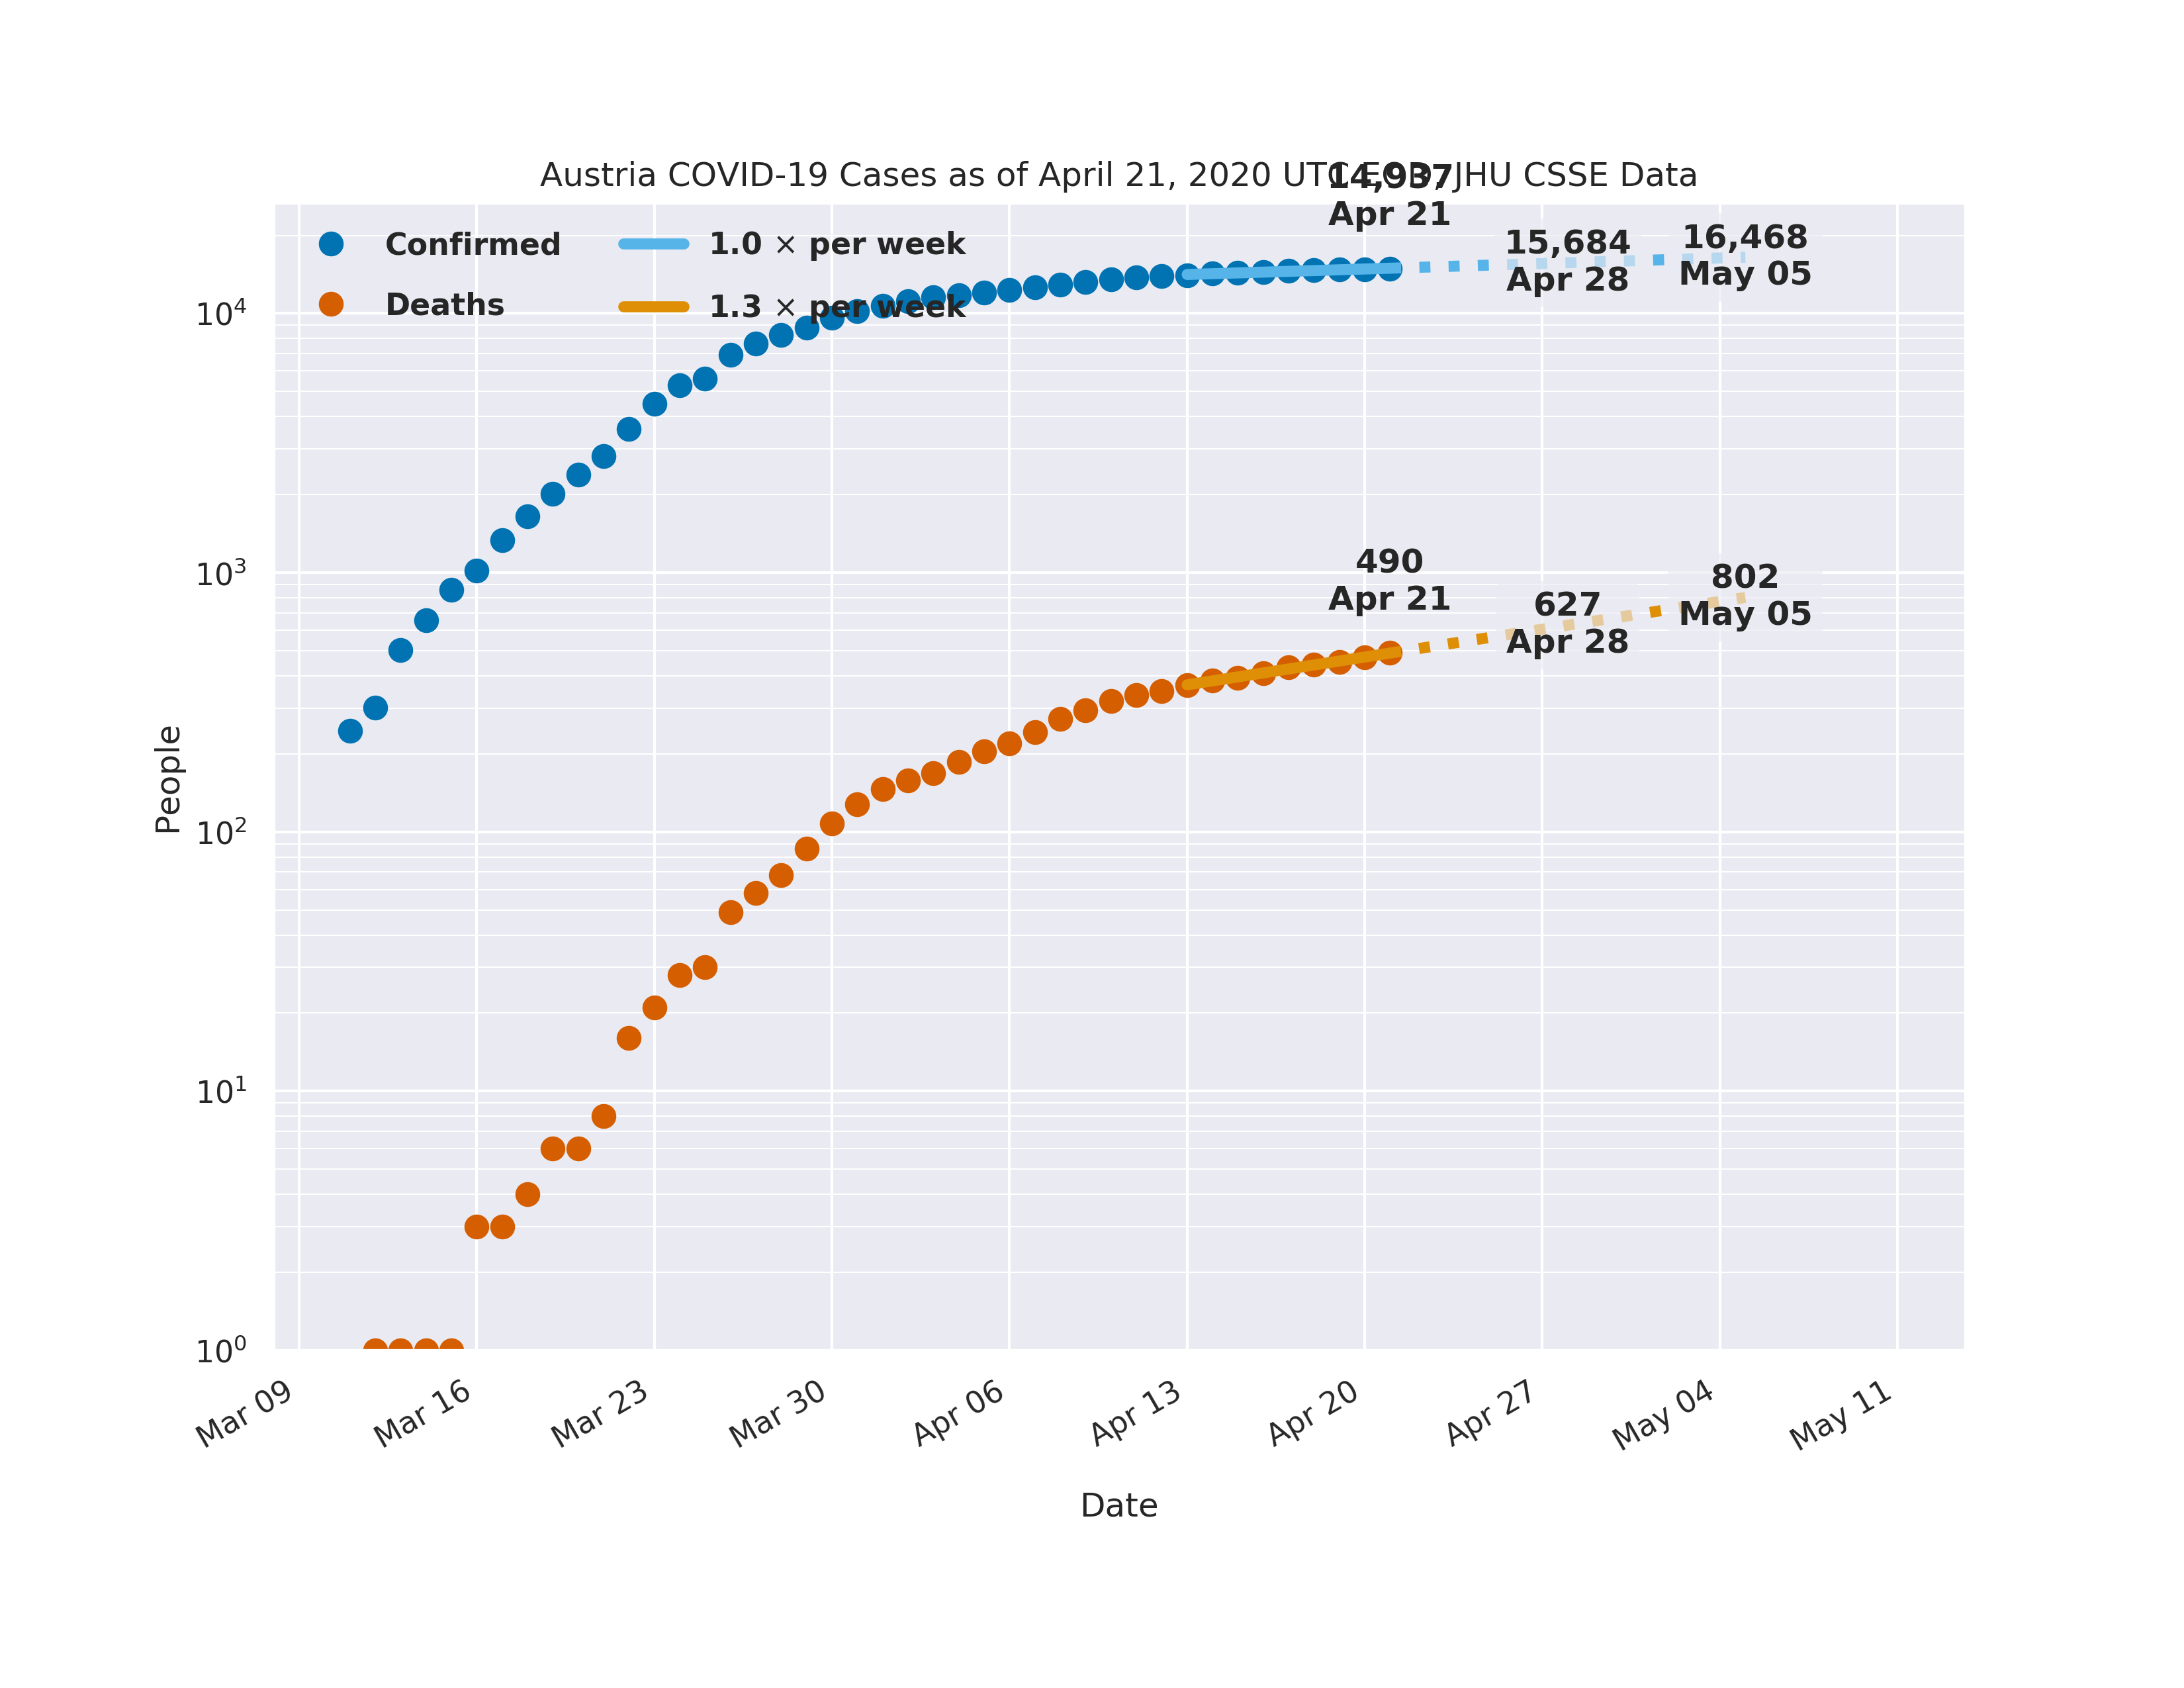 Austria COVID-19 Cases as of April 21, 2020 UTC EOD, JHU CSSE Data
14,937
Apr 21
15,684
Apr 28
16,468
May 05
Confirmed
Deaths
1.0 × per week
1.3 × per week
490
Apr 21
627
Apr 28
802
May 05
People
10⁴
10³
10²
10¹
10⁰
Mar 09
Mar 16
Mar 23
Mar 30
Apr 06
Apr 13
Apr 20
Apr 27
May 04
May 11
Date